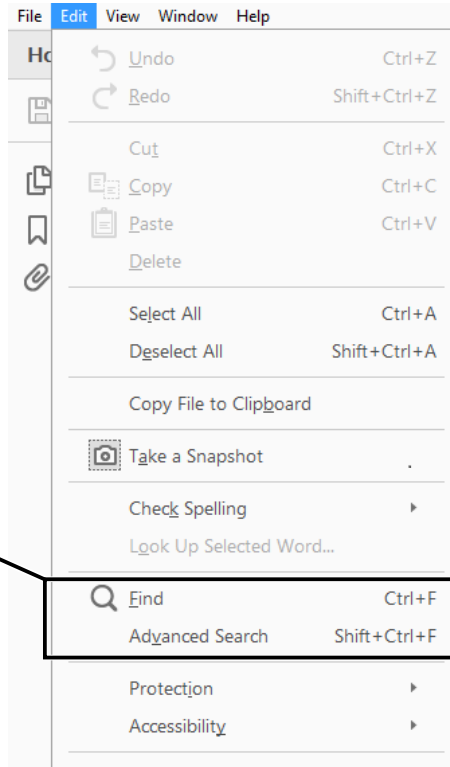 File Edit View Window Help
Ho
Undo Ctrl+Z
Redo Shift+Ctrl+Z
Cut Ctrl+X
Copy Ctrl+C
Paste Ctrl+V
Delete
Select All Ctrl+A
Deselect All Shift+Ctrl+A
Copy File to Clipboard
Take a Snapshot
Check Spelling
Look Up Selected Word...
Find Ctrl+F
Advanced Search Shift+Ctrl+F
Protection
Accessibility